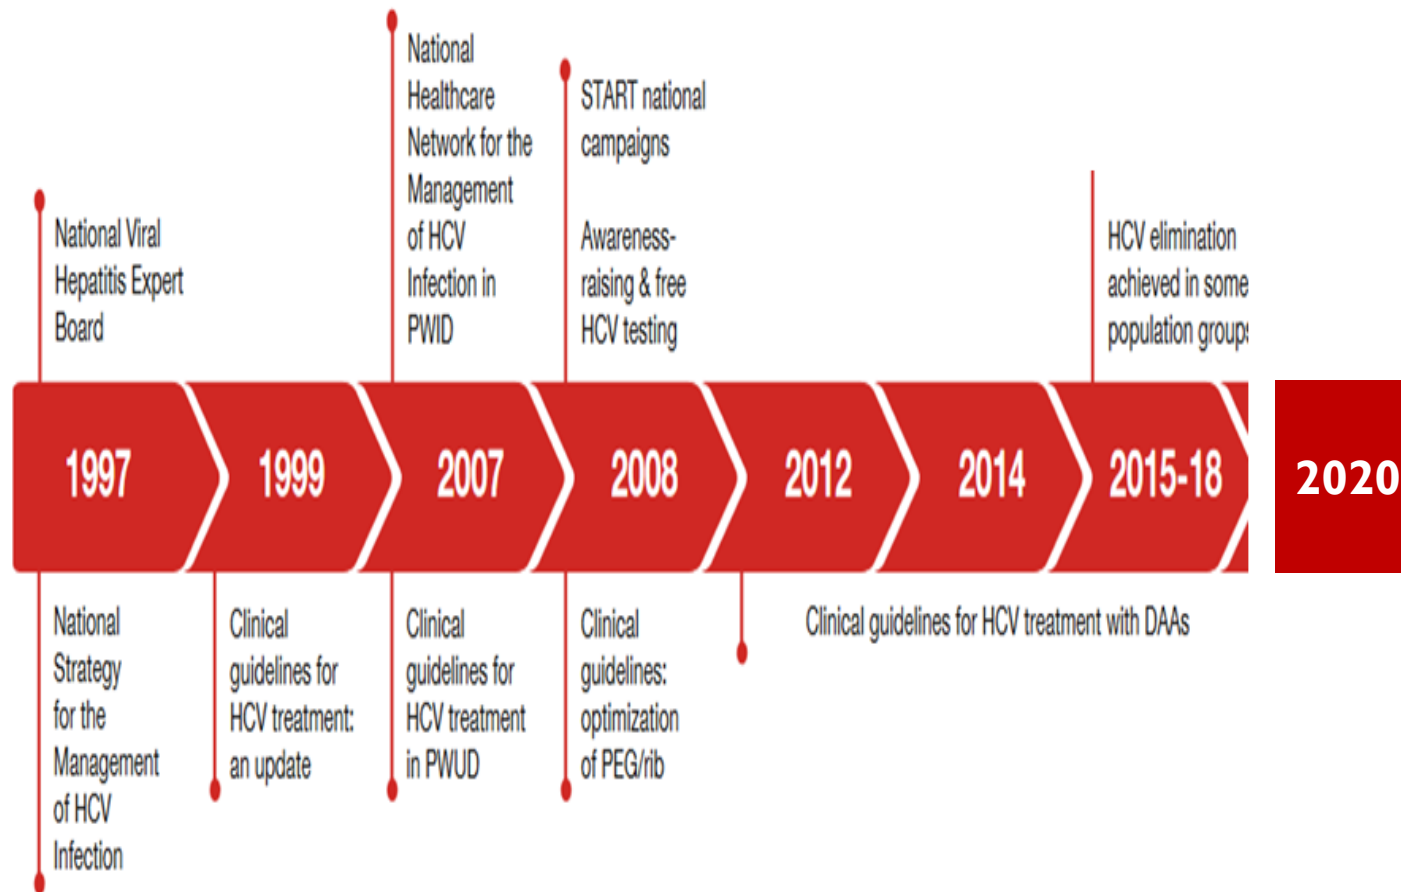 National Viral
Hepatitis Expert
Board
National
Healthcare
Network for the
Management
of HCV
Infection in
PWID
START national
campaigns
Awareness-
raising & free
HCV testing
HCV elimination
achieved in some
population groups
1997
1999
2007
2008
2012
2014
2015-18
2020
National
Strategy
for the
Management
of HCV
Infection
Clinical
guidelines for
HCV treatment:
an update
Clinical
guidelines for
HCV treatment
in PWUD
Clinical
guidelines:
optimization
of PEG/rib
Clinical guidelines for HCV treatment with DAAs